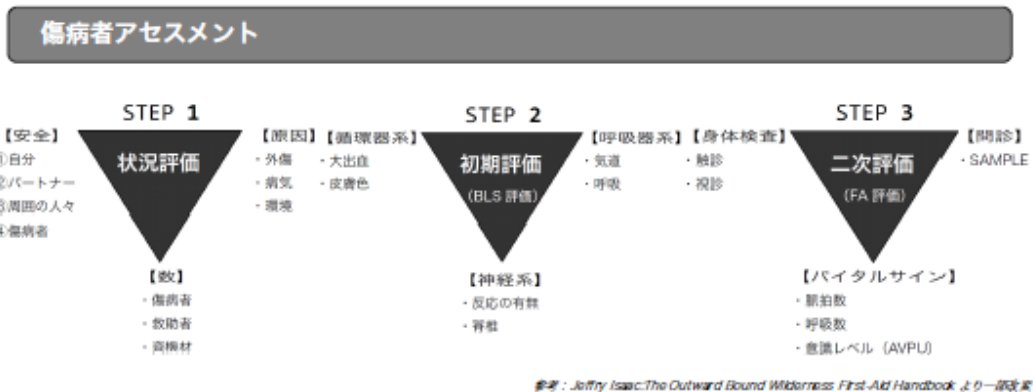 傷病者アセスメント
STEP 1
【安全】
①自分
②パートナー
③周囲の人々
④傷病者
状況評価
【原因】
・外傷
・病気
・環境
【数】
・傷病者
・救助者
・資機材
STEP 2
【循環器系】
・大出血
・皮膚色
初期評価
(BLS 評価)
【呼吸器系】
・気道
・呼吸
【神経系】
・反応の有無
・脊椎
STEP 3
【身体検査】
・触診
・視診
二次評価
(FA 評価)
【問診】
・SAMPLE
【バイタルサイン】
・脈拍数
・呼吸数
・意識レベル（AVPU）
参考：Jeffry Isaac:The Outward Bound Wilderness First-Aid Handbook より一部改変